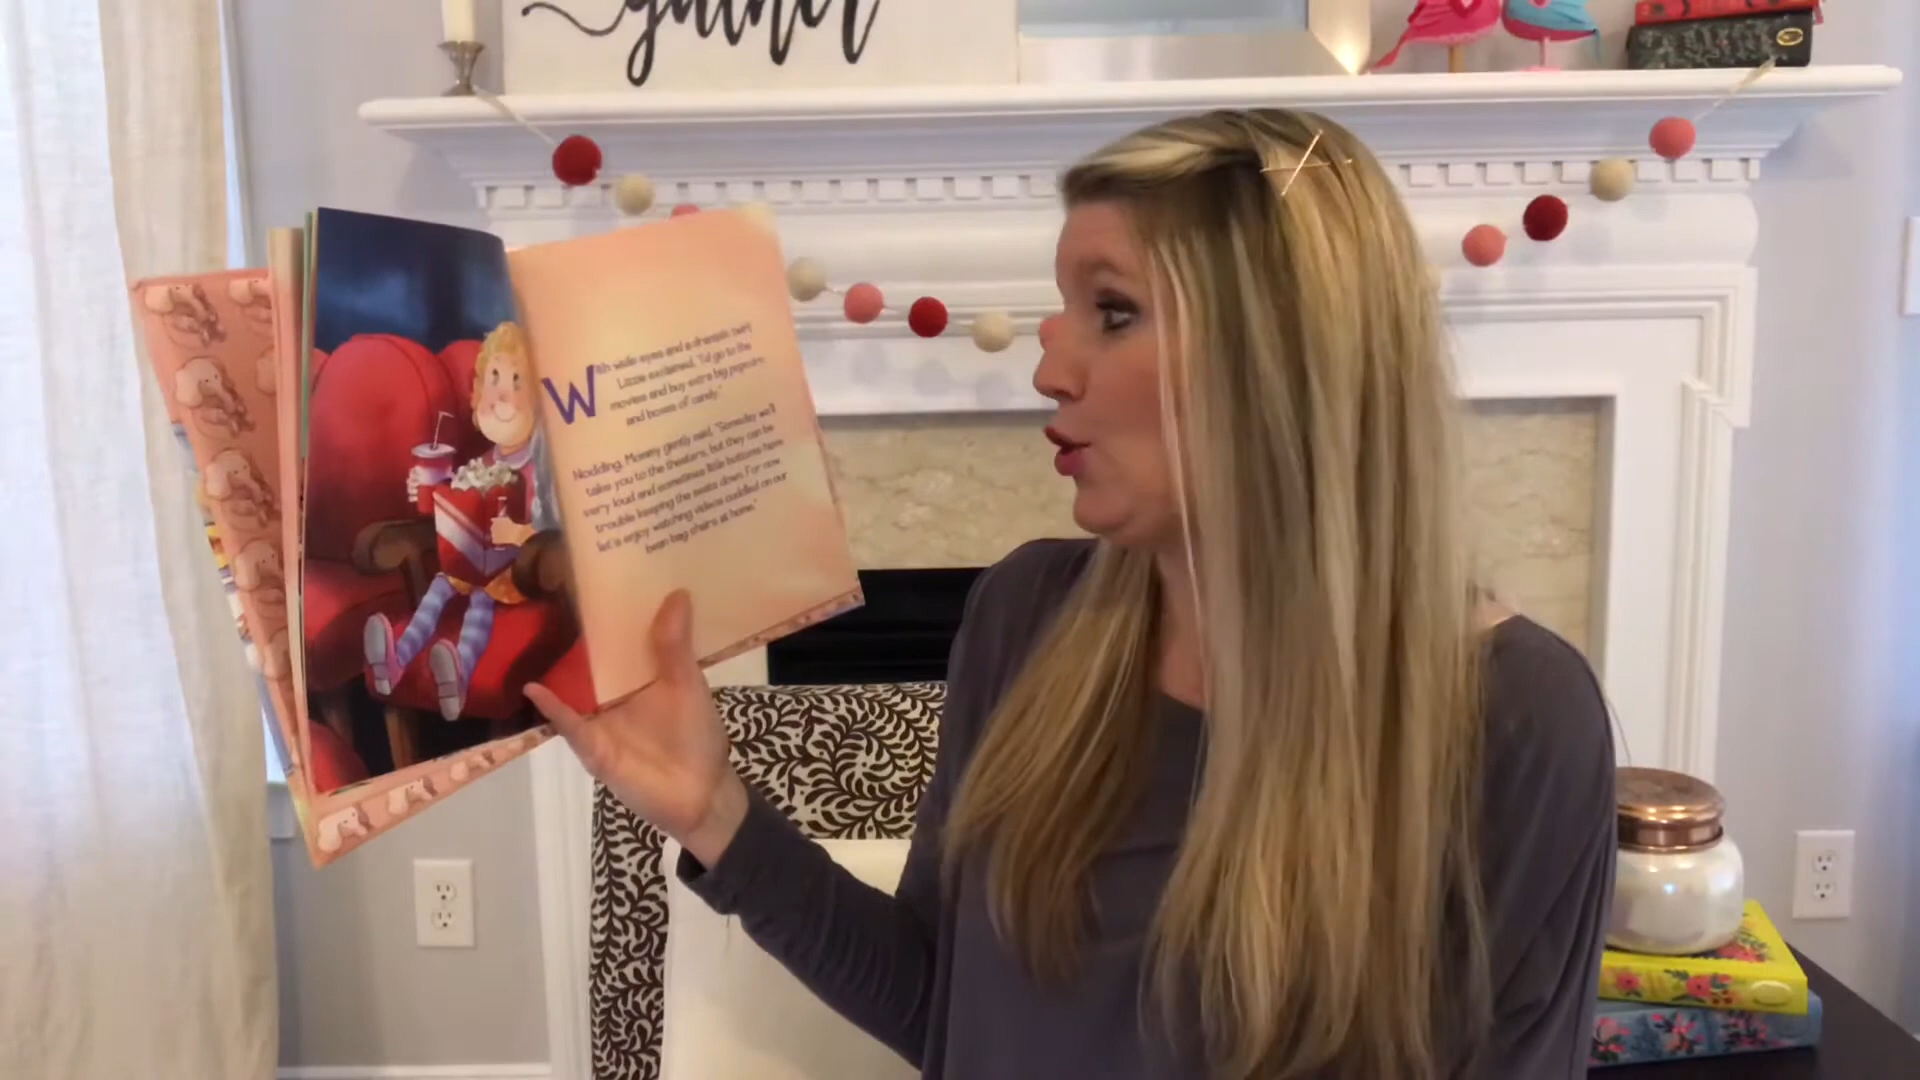 gather
With wide eyes and a dramatic twirl
Lizzie exclaimed, "I'd go to the
movies and buy extra big popcorn
and boxes of candy."
Nodding, Mommy gently said, "Someday we'll
take you to the theaters, but they can be
very loud and sometimes little bottoms have
trouble keeping the seats down. For now
let's enjoy watching videos cuddled on our
bean bag chairs at home."